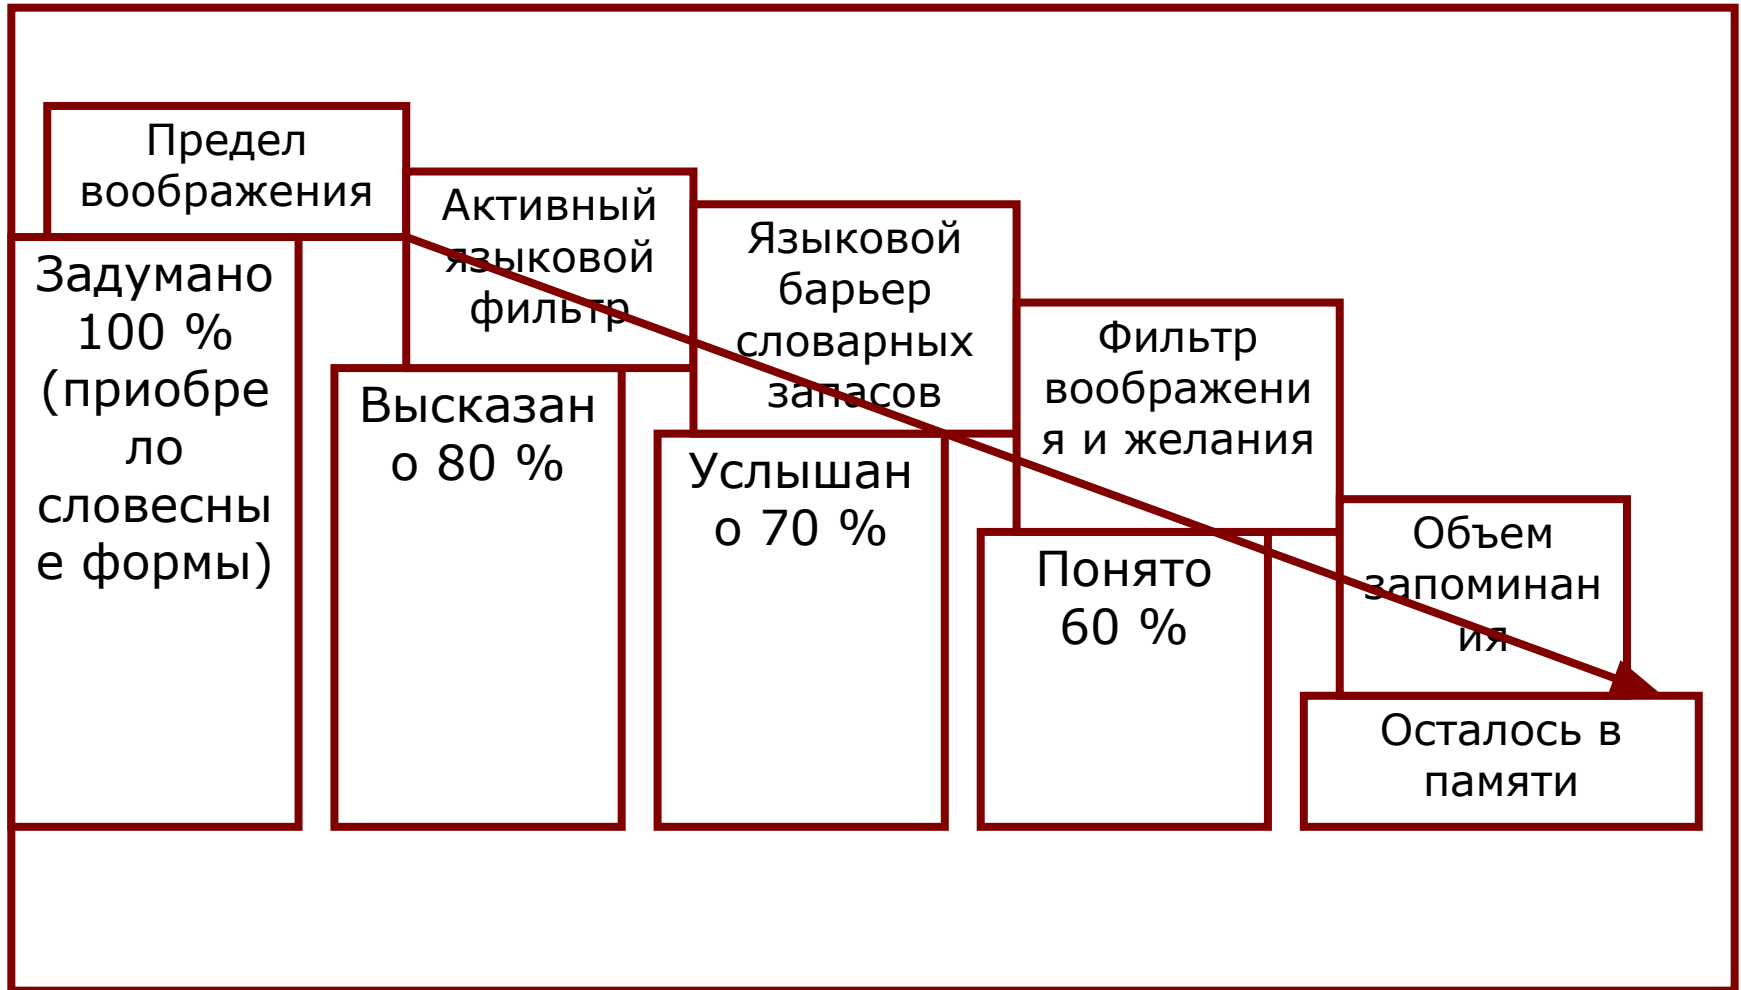 Предел
воображения
Активный
языковой
фильтр
Языковой
барьер
словарных
запасов
Фильтр
воображени
я и желания
Объем
запоминан
ия
Задумано
100 %
(приобре
ло
словесны
е формы)
Высказан
о 80 %
Услышан
о 70 %
Понято
60 %
Осталось в
памяти